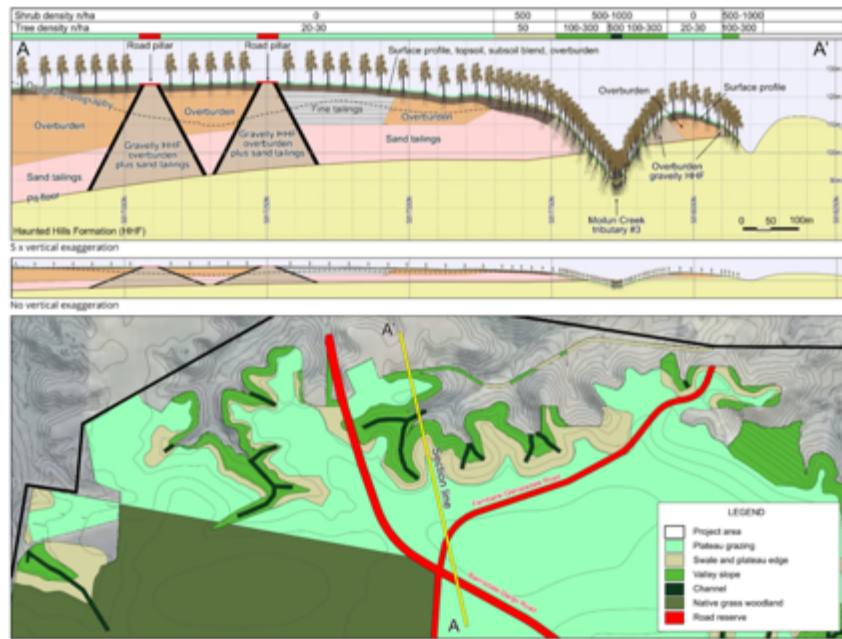 Shrub density n/ha 0 500 500-1000 0 500-1000
Tree density n/ha 20-30 50 100-300 500 100-300 20-30 100-300
A A'
Road pillar Road pillar
Surface profile, topsoil, subsoil blend, overburden
Surface profile
Overburden Overburden Fine tailings Overburden
Gravelly HHF overburden plus sand tailings
Gravelly HHF overburden plus sand tailings
Sand tailings
Sand tailings
Pit floor
Overburden gravelly HHF
Haunted Hills Formation (HHF)
Moilun Creek tributary #3
0 50 100m
5 x vertical exaggeration
No vertical exaggeration
A'
Section line
A
LEGEND
Project area
Plateau grazing
Swale and plateau edge
Valley slope
Channel
Native grass woodland
Road reserve